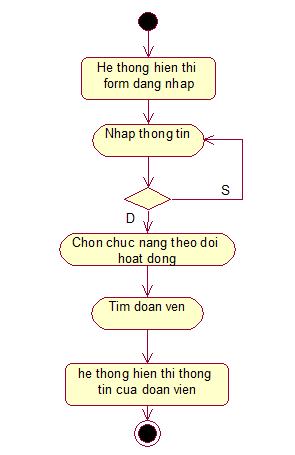 He thong hien thi
form dang nhap
Nhap thong tin
S
D
Chon chuc nang theo doi
hoat dong
Tim doan ven
he thong hien thi thong
tin cua doan vien